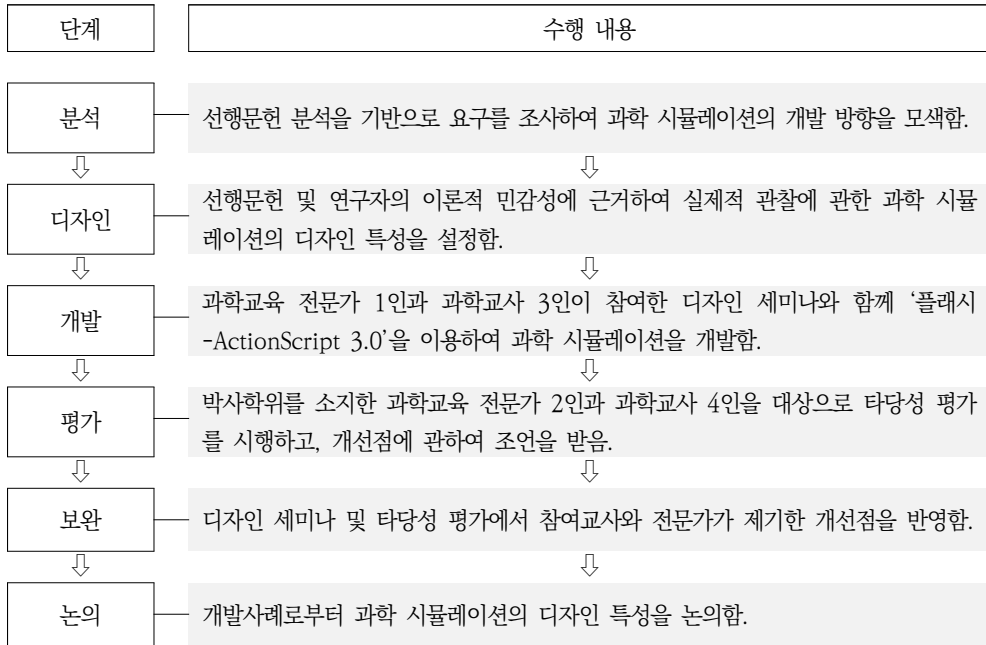 단계
수행 내용
분석
선행문헌 분석을 기반으로 요구를 조사하여 과학 시뮬레이션의 개발 방향을 모색함.
디자인
선행문헌 및 연구자의 이론적 민감성에 근거하여 실제적 관찰에 관한 과학 시뮬
레이션의 디자인 특성을 설정함.
개발
과학교육 전문가 1인과 과학교사 3인이 참여한 디자인 세미나와 함께 ‘플래시
-ActionScript 3.0’을 이용하여 과학 시뮬레이션을 개발함.
평가
박사학위를 소지한 과학교육 전문가 2인과 과학교사 4인을 대상으로 타당성 평가
를 시행하고, 개선점에 관하여 조언을 받음.
보완
디자인 세미나 및 타당성 평가에서 참여교사와 전문가가 제기한 개선점을 반영함.
논의
개발사례로부터 과학 시뮬레이션의 디자인 특성을 논의함.